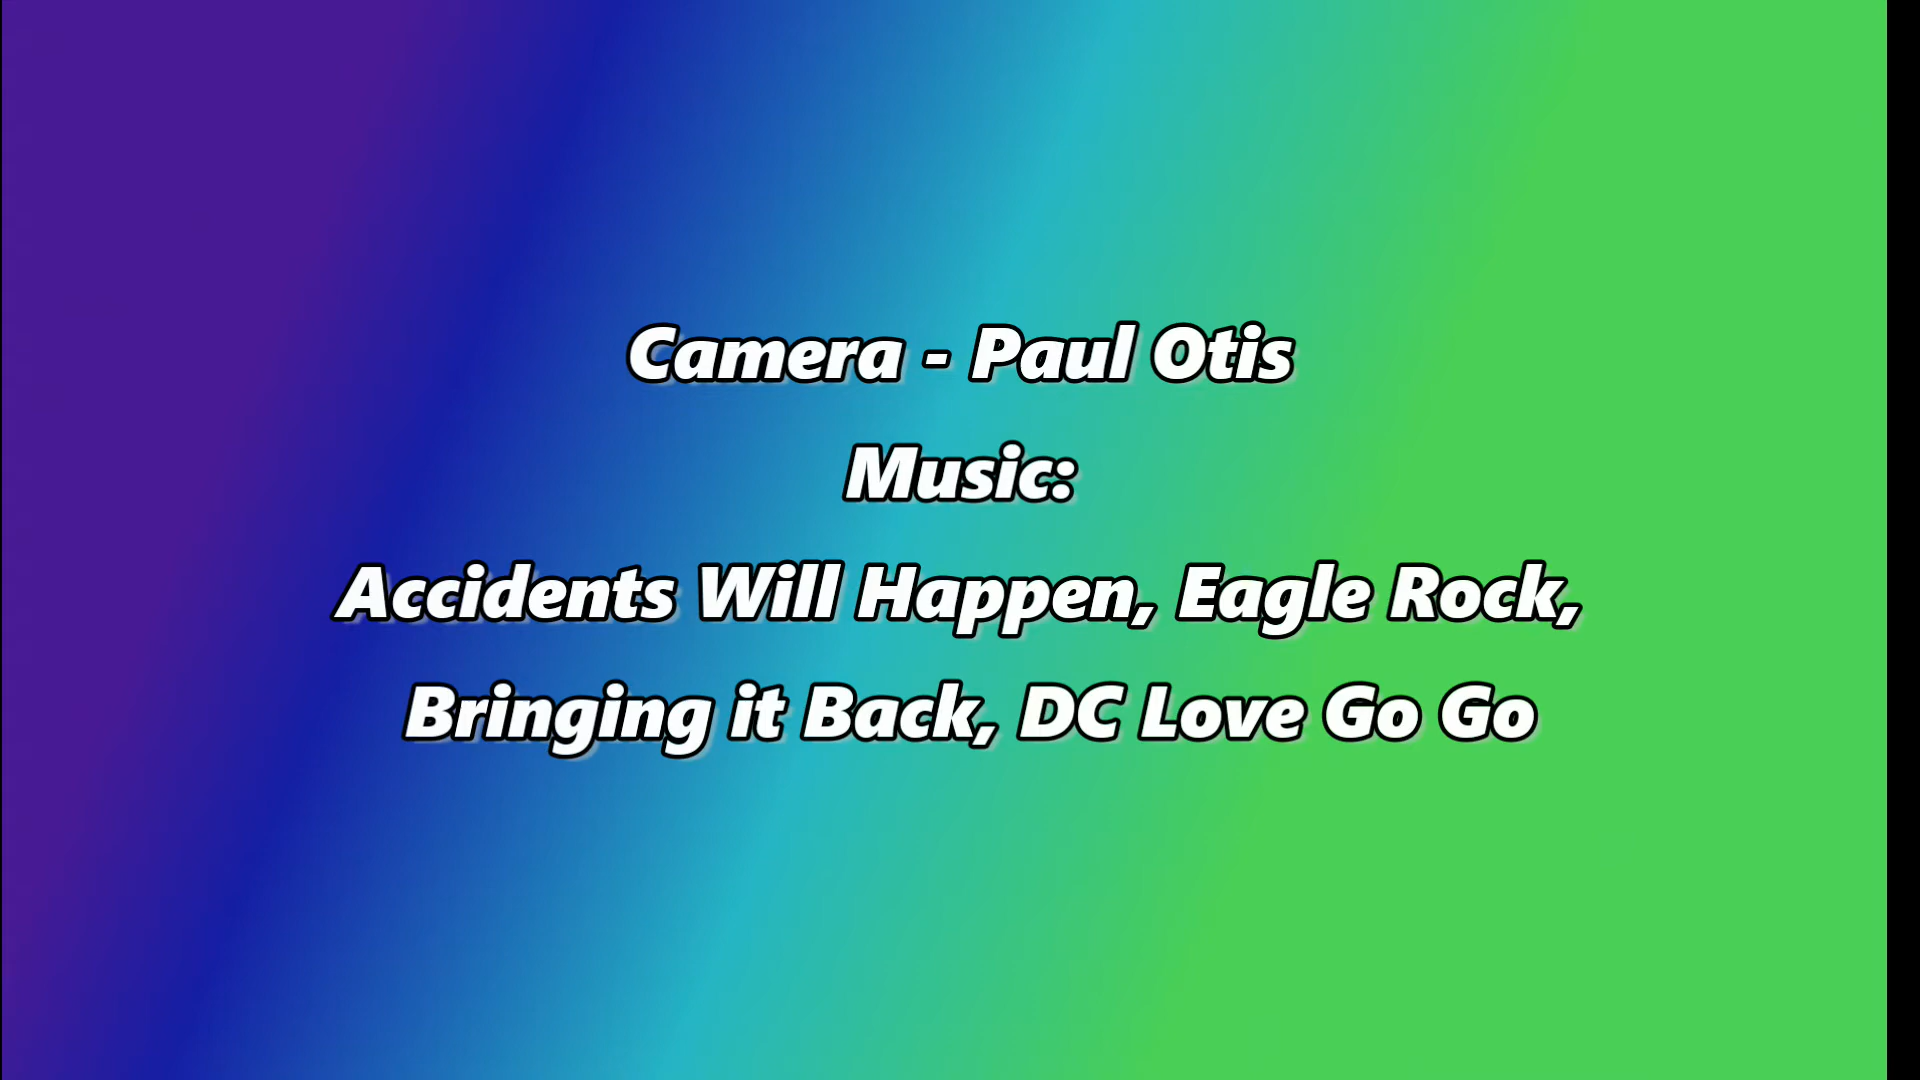 Camera - Paul Otis
Music:
Accidents Will Happen, Eagle Rock,
Bringing it Back, DC Love Go Go